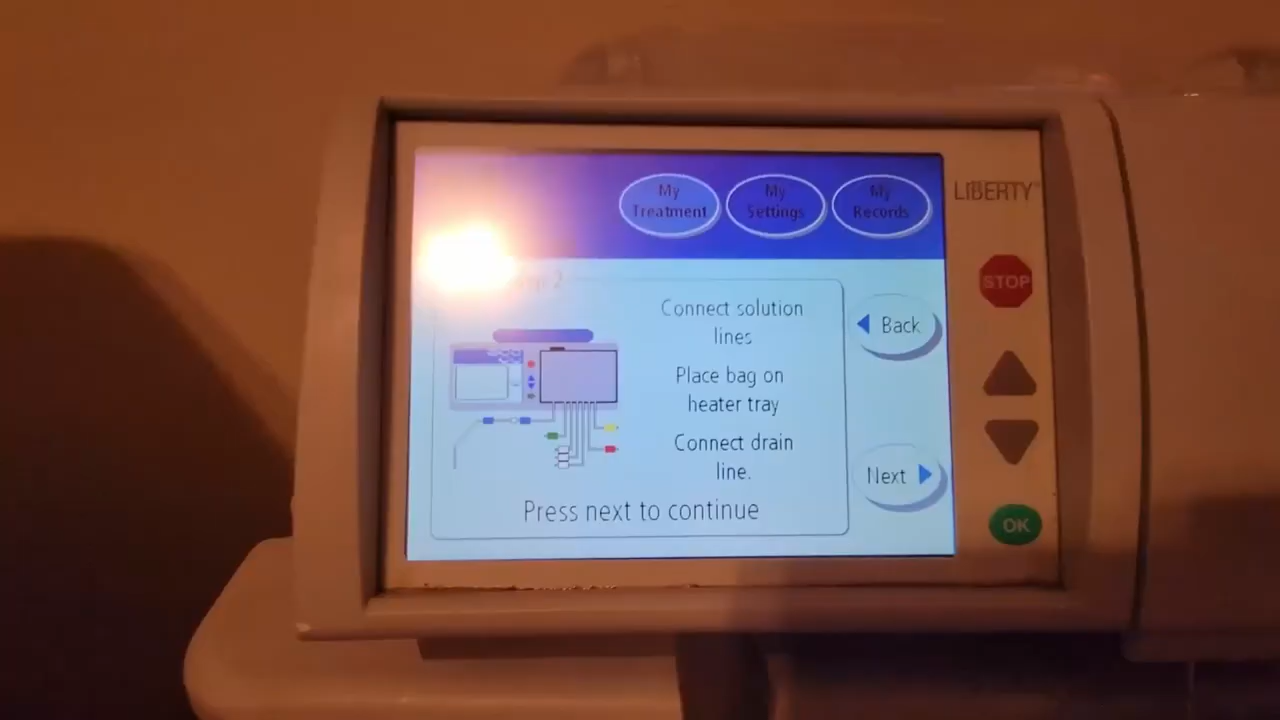 My
Treatment
My
Settings
My
Records
LIBERTY
STOP
Connect solution
lines
Back
Place bag on
heater tray
Connect drain
line.
Next
Press next to continue
OK